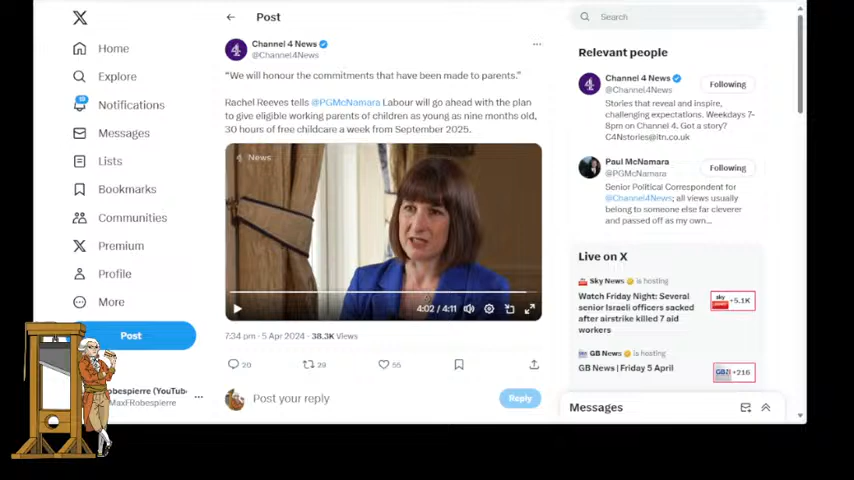 Post
Search
Channel 4 News
@Channel4News
“We will honour the commitments that have been made to parents.”
Rachel Reeves tells @PGMcNamara Labour will go ahead with the plan
to give eligible working parents of children as young as nine months old,
30 hours of free childcare a week from September 2025.
News
4:02 / 4:11
7:34 pm · 5 Apr 2024 · 38.3K Views
20
29
55
Post your reply
Reply
Home
Explore
Notifications
Messages
Lists
Bookmarks
Communities
Premium
Profile
More
Post
obespierre (YouTub
MaxFRobespierre
Relevant people
Channel 4 News
@Channel4News
Following
Stories that reveal and inspire,
challenging expectations. Weekdays 7-
8pm on Channel 4. Got a story?
C4Nstories@itn.co.uk
Paul McNamara
@PGMcNamara
Following
Senior Political Correspondent for
@Channel4News; all views usually
belong to someone else far cleverer
and passed off as my own...
Live on X
Sky News is hosting
Watch Friday Night: Several
senior Israeli officers sacked
after airstrike killed 7 aid
workers
sky
+5.1K
GB News is hosting
GB News | Friday 5 April
GBN
+216
Messages